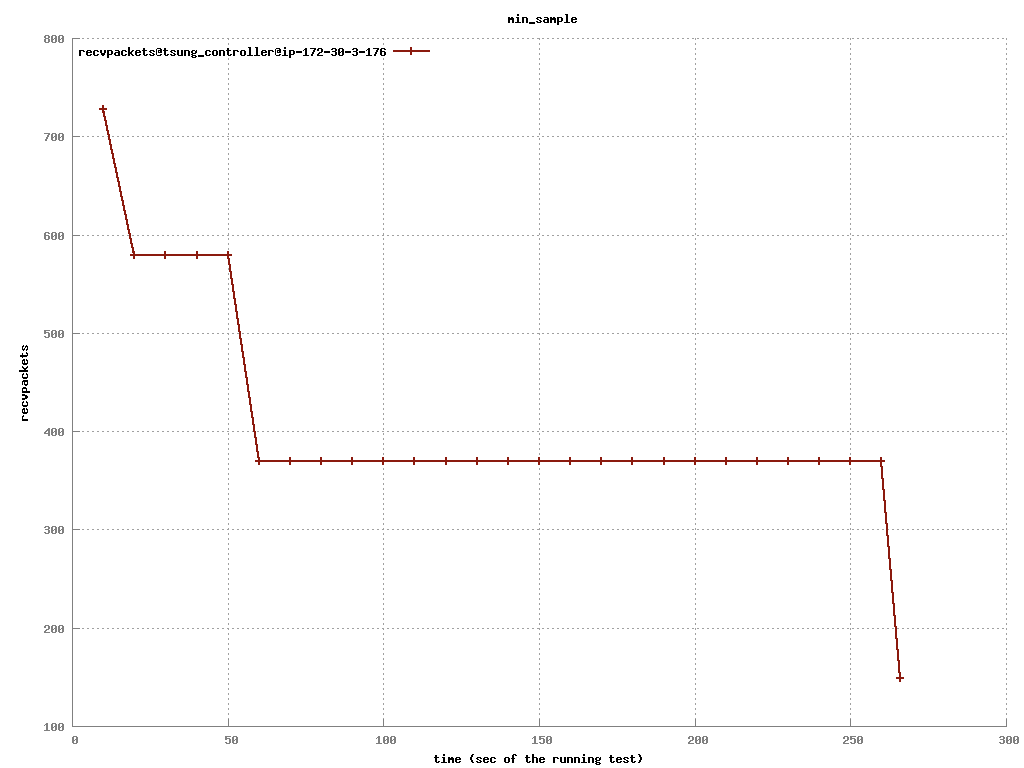 min_sample
800
recvpackets@tsung_controller@ip-172-30-3-176
700
600
500
recvpackets
400
300
200
100
0 50 100 150 200 250 300
time (sec of the running test)